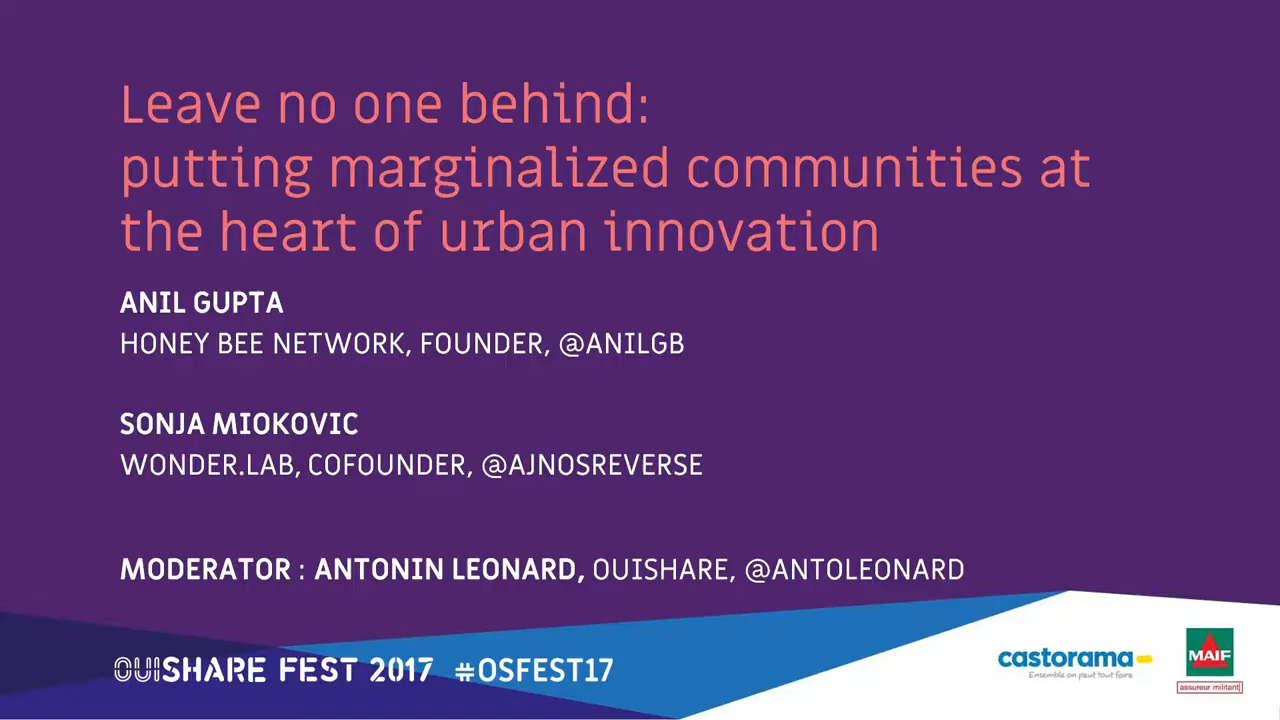 Leave no one behind:
putting marginalized communities at
the heart of urban innovation
ANIL GUPTA
HONEY BEE NETWORK, FOUNDER, @ANILGB
SONJA MIOKOVIC
WONDER.LAB, COFOUNDER, @AJNOSREVERSE
MODERATOR : ANTONIN LEONARD, OUISHARE, @ANTOLEONARD
OUISHARE FEST 2017 #OSFEST17
castorama
Ensemble on peut tout faire
MAIF
assureur militant